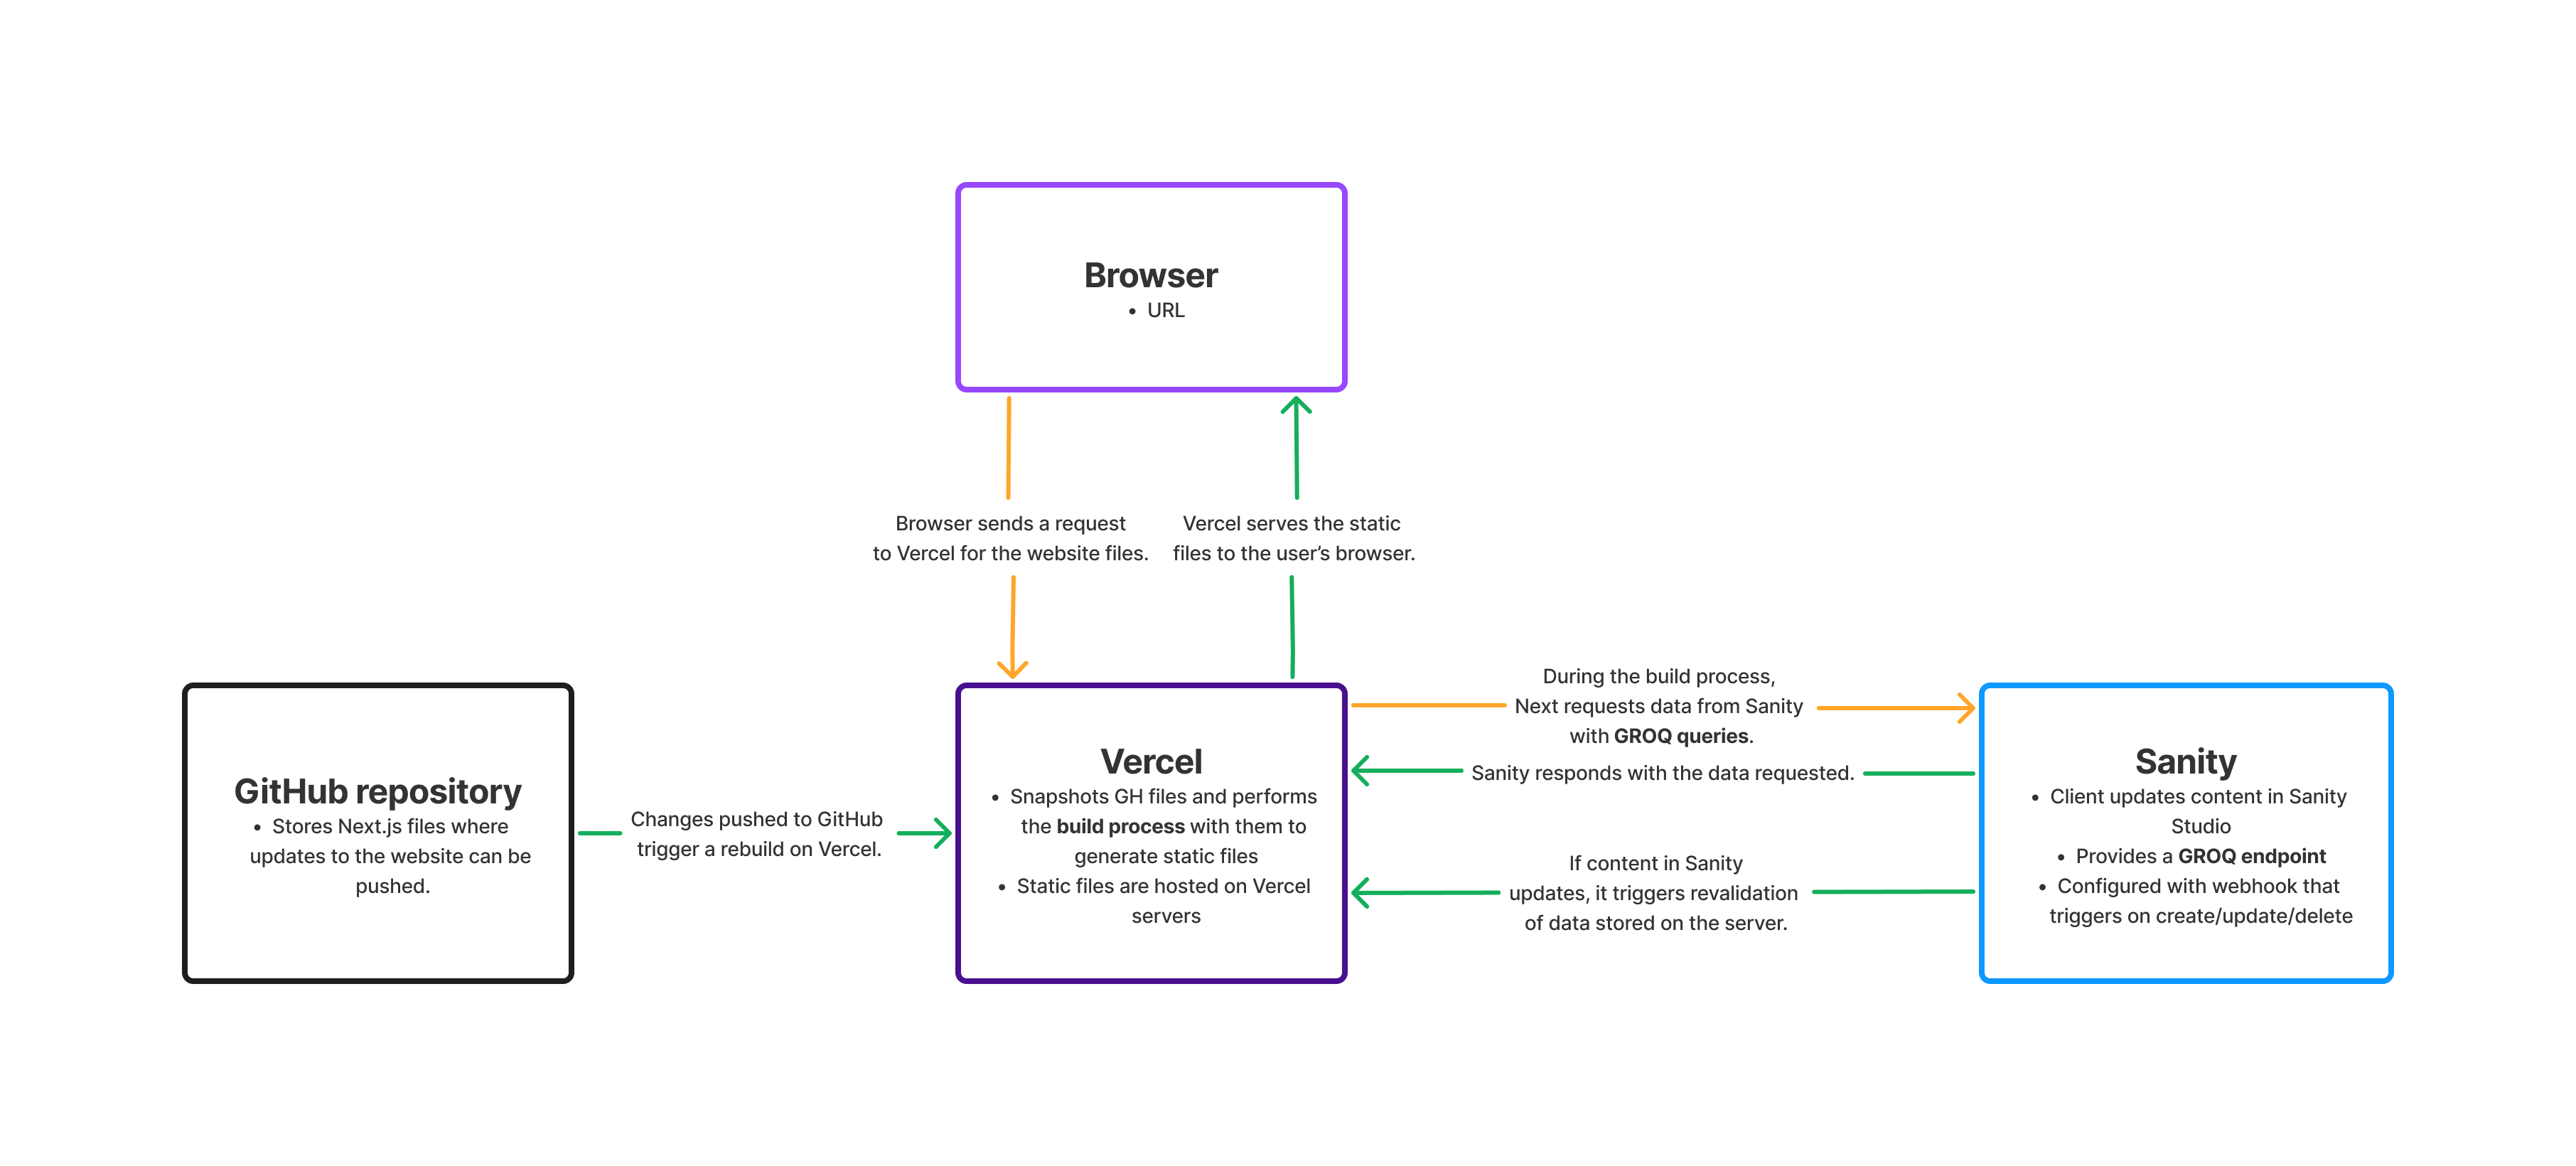 Browser
• URL
Browser sends a request
to Vercel for the website files.
Vercel serves the static
files to the user’s browser.
GitHub repository
• Stores Next.js files where
updates to the website can be
pushed.
Changes pushed to GitHub
trigger a rebuild on Vercel.
Vercel
• Snapshots GH files and performs
the build process with them to
generate static files
• Static files are hosted on Vercel
servers
During the build process,
Next requests data from Sanity
with GROQ queries.
Sanity responds with the data requested.
If content in Sanity
updates, it triggers revalidation
of data stored on the server.
Sanity
• Client updates content in Sanity
Studio
• Provides a GROQ endpoint
• Configured with webhook that
triggers on create/update/delete